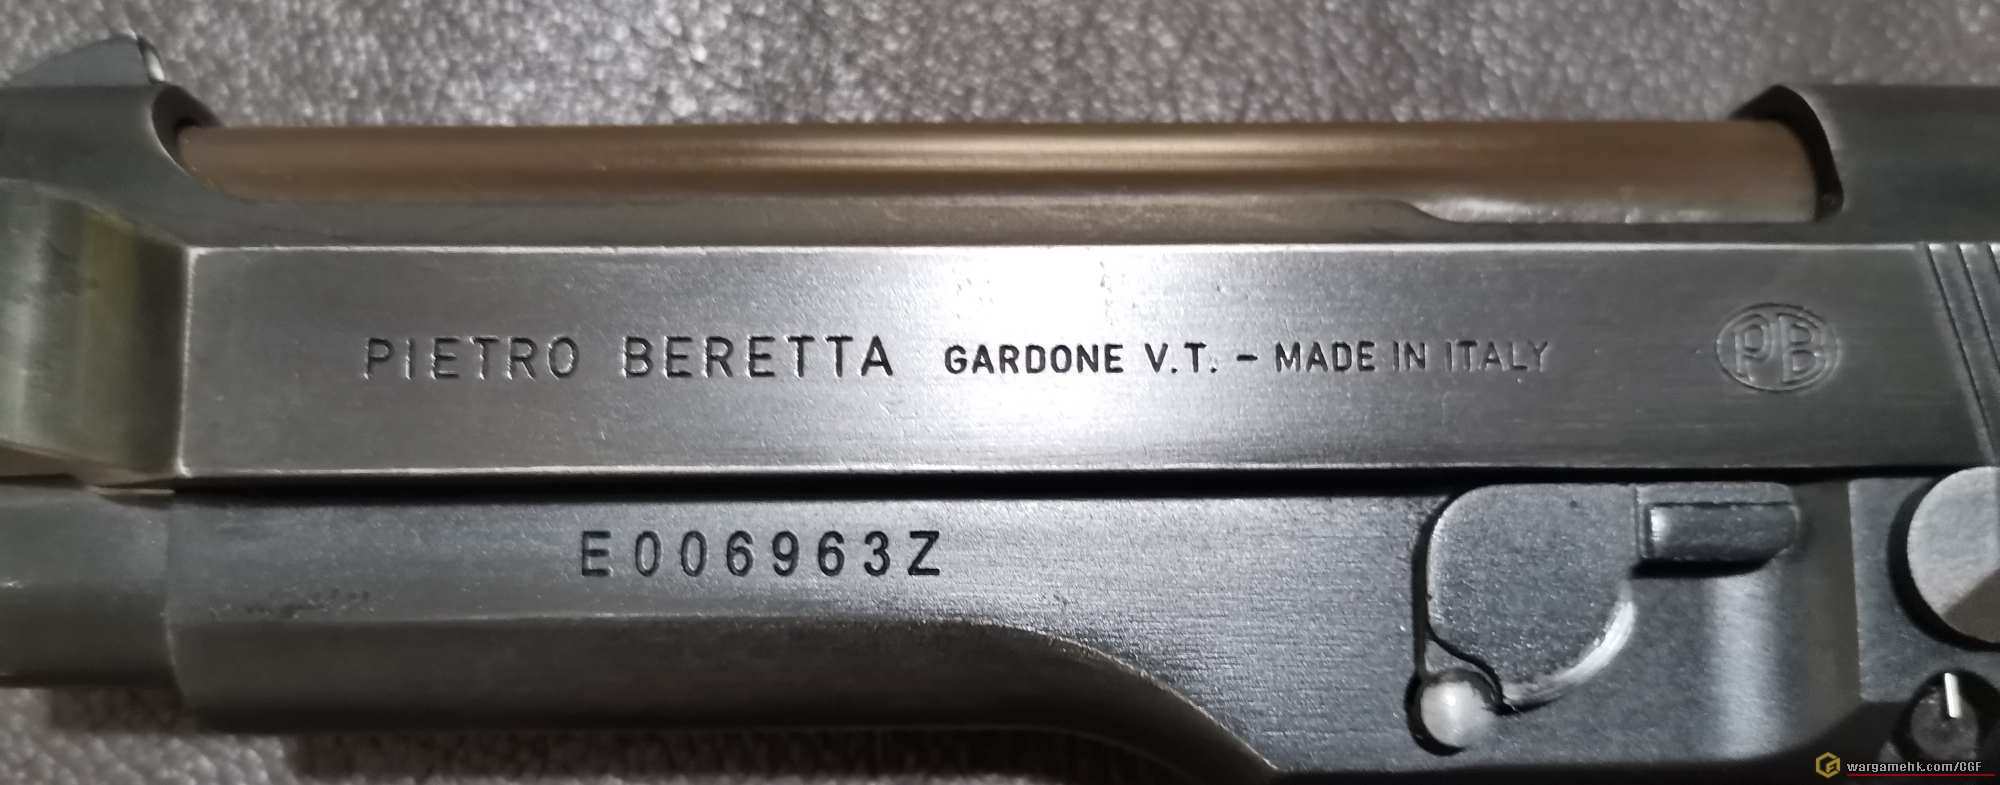 PIETRO BERETTA GARDONE V.T. – MADE IN ITALY PB
E006963Z
wargamehk.com/CGF